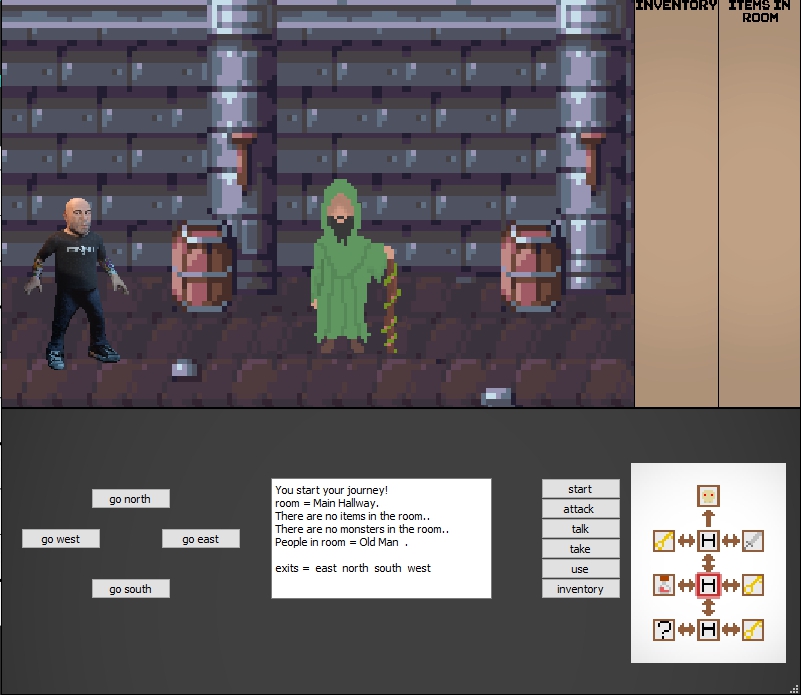 INVENTORY
ITEMS IN
ROOM
go north
go west
go east
go south
You start your journey!
room = Main Hallway.
There are no items in the room..
There are no monsters in the room..
People in room = Old Man  .
exits =  east  north  south  west
start
attack
talk
take
use
inventory
H
H
? H